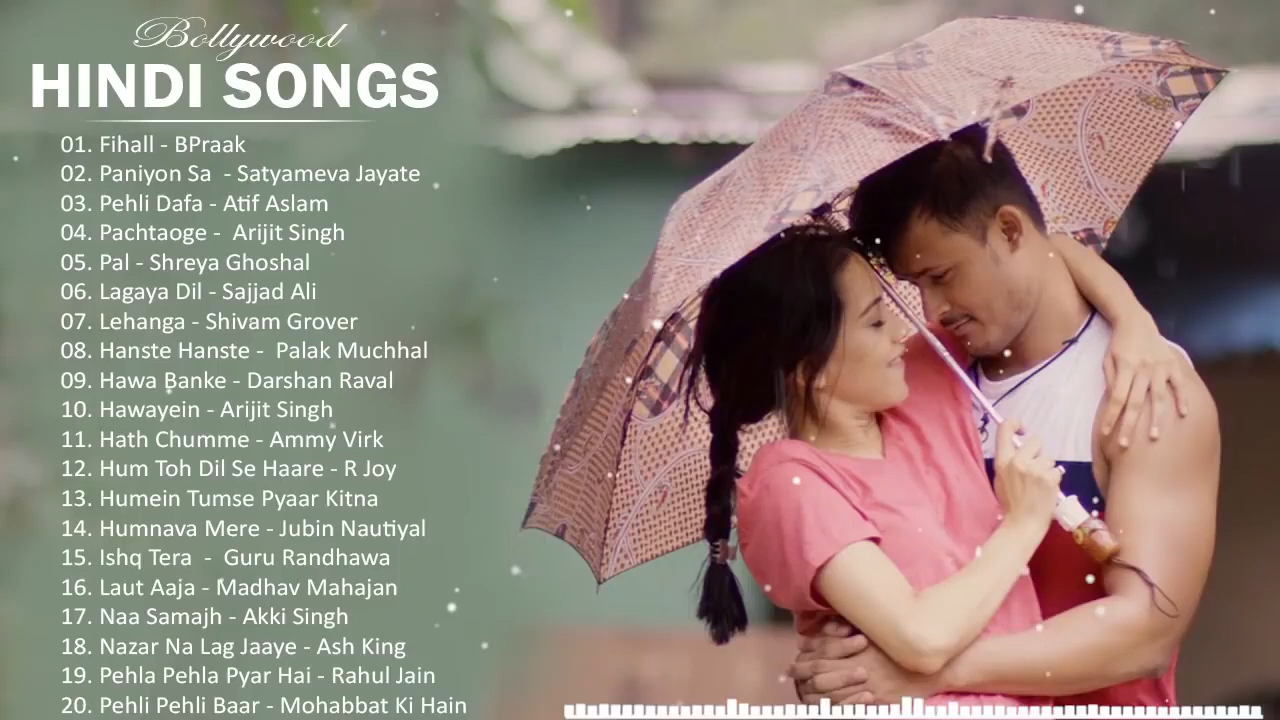 Bollywood
HINDI SONGS
01. Fihall - BPraak
02. Paniyon Sa - Satyameva Jayate
03. Pehli Dafa - Atif Aslam
04. Pachtaoge - Arijit Singh
05. Pal - Shreya Ghoshal
06. Lagaya Dil - Sajjad Ali
07. Lehanga - Shivam Grover
08. Hanste Hanste - Palak Muchhal
09. Hawa Banke - Darshan Raval
10. Hawayein - Arijit Singh
11. Hath Chumme - Ammy Virk
12. Hum Toh Dil Se Haare - R Joy
13. Humein Tumse Pyaar Kitna
14. Humnava Mere - Jubin Nautiyal
15. Ishq Tera - Guru Randhawa
16. Laut Aaja - Madhav Mahajan
17. Naa Samajh - Akki Singh
18. Nazar Na Lag Jaaye - Ash King
19. Pehla Pehla Pyar Hai - Rahul Jain
20. Pehli Pehli Baar - Mohabbat Ki Hain